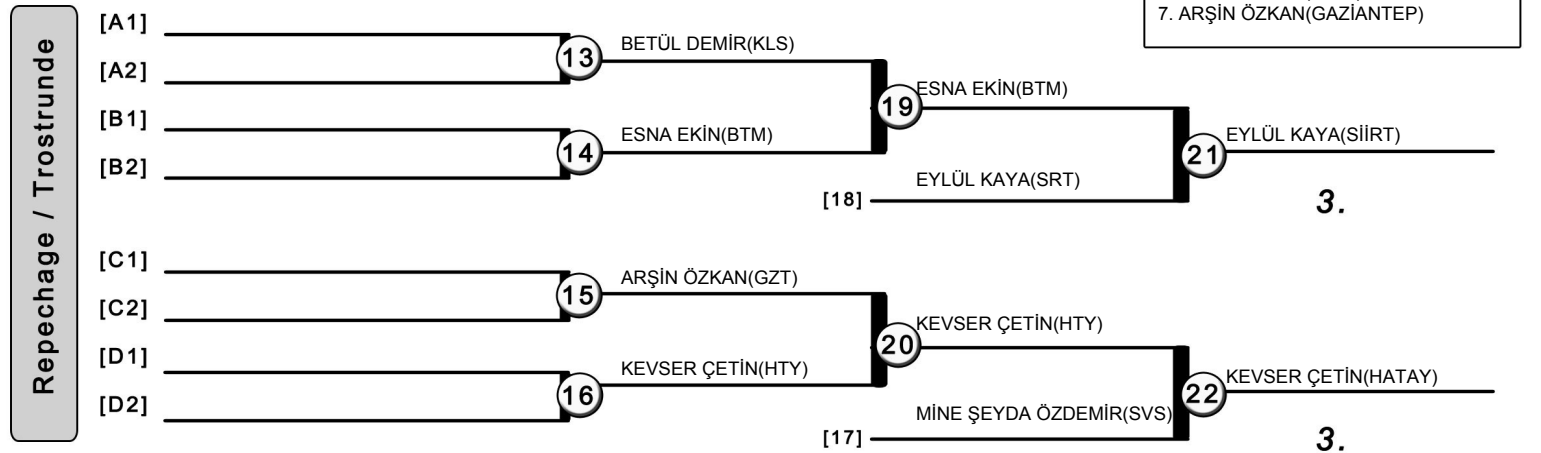 7. ARŞİN ÖZKAN(GAZİANTEP)
Repechage / Trostrunde
[A1]
[A2]
[B1]
[B2]
13
BETÜL DEMİR(KLS)
14
ESNA EKİN(BTM)
19
ESNA EKİN(BTM)
[18]
EYLÜL KAYA(SRT)
21
EYLÜL KAYA(SİİRT)
3.
[C1]
[C2]
[D1]
[D2]
15
ARŞİN ÖZKAN(GZT)
16
KEVSER ÇETİN(HTY)
20
KEVSER ÇETİN(HTY)
[17]
MİNE ŞEYDA ÖZDEMİR(SVS)
22
KEVSER ÇETİN(HATAY)
3.